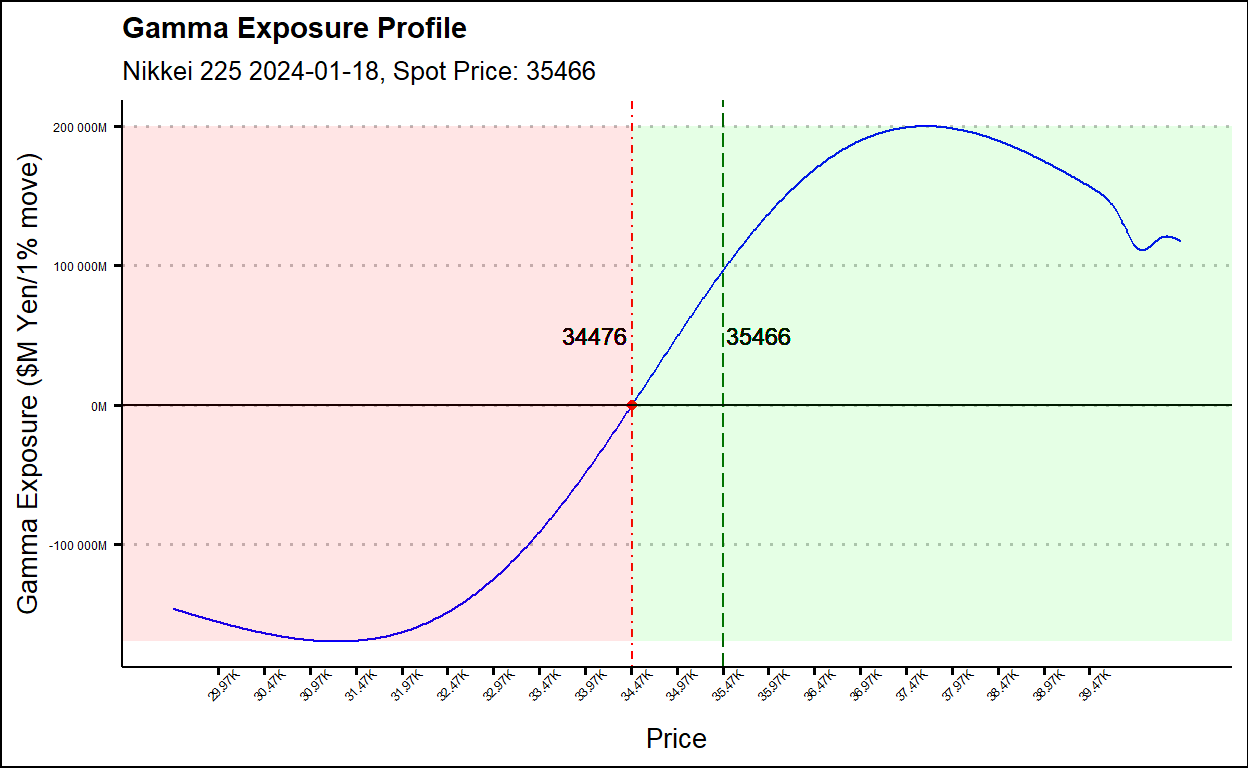 Gamma Exposure Profile
Nikkei 225 2024-01-18, Spot Price: 35466
Gamma Exposure ($M Yen/1% move)
200 000M
100 000M
0M
-100 000M
34476
35466
29.97K
30.47K
30.97K
31.47K
31.97K
32.47K
32.97K
33.47K
33.97K
34.47K
34.97K
35.47K
35.97K
36.47K
36.97K
37.47K
37.97K
38.47K
38.97K
39.47K
Price